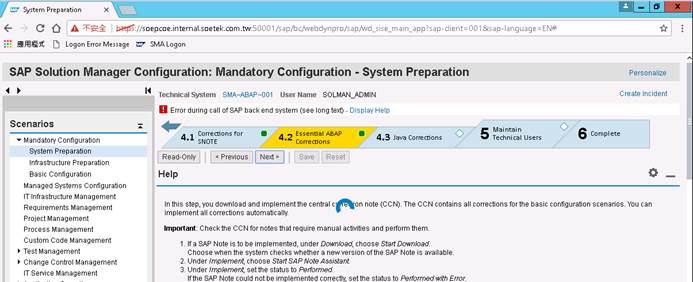 System Preparation
不安全 | https://soepcoe.internal.soetek.com.tw:50001/sap/bc/webdynpro/sap/wd_sise_main_app?sap-client=001&sap-language=EN#
應用程式 Logon Error Message SMA Logon
SAP Solution Manager Configuration: Mandatory Configuration - System Preparation
Personalize
Technical System SMA~ABAP~001 User Name SOLMAN_ADMIN
Create Incident
Error during call of SAP back end system (see long text) - Display Help
4.1 Corrections for SNOTE
4.2 Essential ABAP Corrections
4.3 Java Corrections
5 Maintain Technical Users
6 Complete
Read-Only < Previous Next > Save Reset
Scenarios
Mandatory Configuration
System Preparation
Infrastructure Preparation
Basic Configuration
Managed Systems Configuration
IT Infrastructure Management
Requirements Management
Project Management
Process Management
Custom Code Management
Test Management
Change Control Management
IT Service Management
Help
In this step, you download and implement the central correction note (CCN). The CCN contains all corrections for the basic configuration scenarios. You can
implement all corrections automatically.
Important: Check the CCN for notes that require manual activities and perform them.
1. If a SAP Note is to be implemented, under Download, choose Start Download.
Choose when the system checks whether a new version of the SAP Note is available.
2. Under Implement, choose Start SAP Note Assistant.
3. Under Implement, set the status to Performed.
If the SAP Note could not be implemented correctly, set the status to Performed with Error.